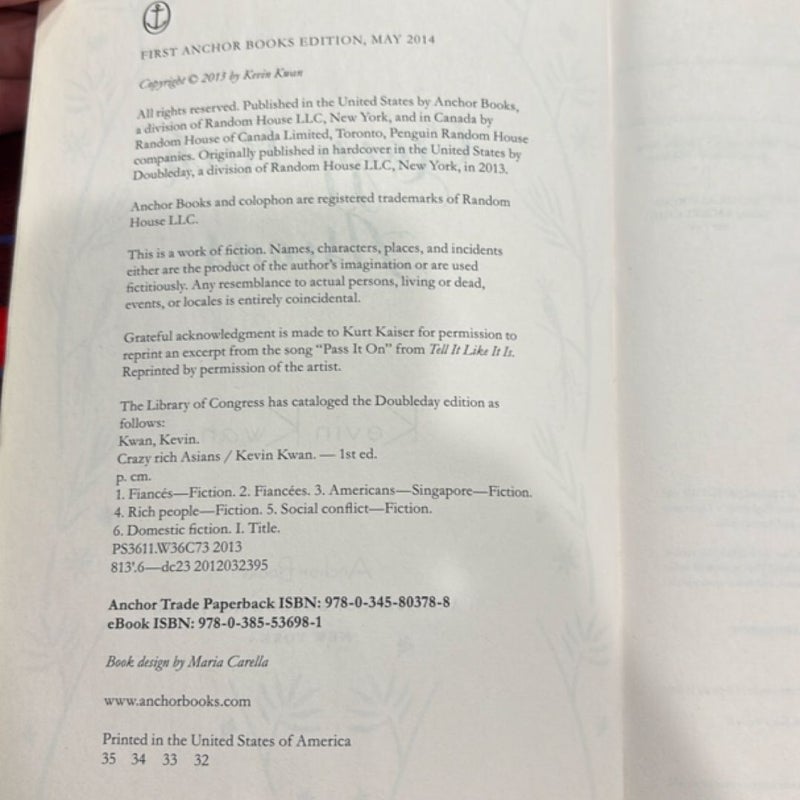 FIRST ANCHOR BOOKS EDITION, MAY 2014
Copyright © 2013 by Kevin Kwan
All rights reserved. Published in the United States by Anchor Books,
a division of Random House LLC, New York, and in Canada by
Random House of Canada Limited, Toronto, Penguin Random House
companies. Originally published in hardcover in the United States by
Doubleday, a division of Random House LLC, New York, in 2013.
Anchor Books and colophon are registered trademarks of Random
House LLC.
This is a work of fiction. Names, characters, places, and incidents
either are the product of the author's imagination or are used
fictitiously. Any resemblance to actual persons, living or dead,
events, or locales is entirely coincidental.
Grateful acknowledgment is made to Kurt Kaiser for permission to
reprint an excerpt from the song "Pass It On" from Tell It Like It Is.
Reprinted by permission of the artist.
The Library of Congress has cataloged the Doubleday edition as
follows:
Kwan, Kevin.
Crazy rich Asians / Kevin Kwan. — 1st ed.
p. cm.
1. Fiancés—Fiction. 2. Fiancées. 3. Americans—Singapore—Fiction.
4. Rich people—Fiction. 5. Social conflict—Fiction.
6. Domestic fiction. I. Title.
PS3611.W36C73 2013
813'.6—dc23 2012032395
Anchor Trade Paperback ISBN: 978-0-345-80378-8
eBook ISBN: 978-0-385-53698-1
Book design by Maria Carella
www.anchorbooks.com
Printed in the United States of America
35 34 33 32